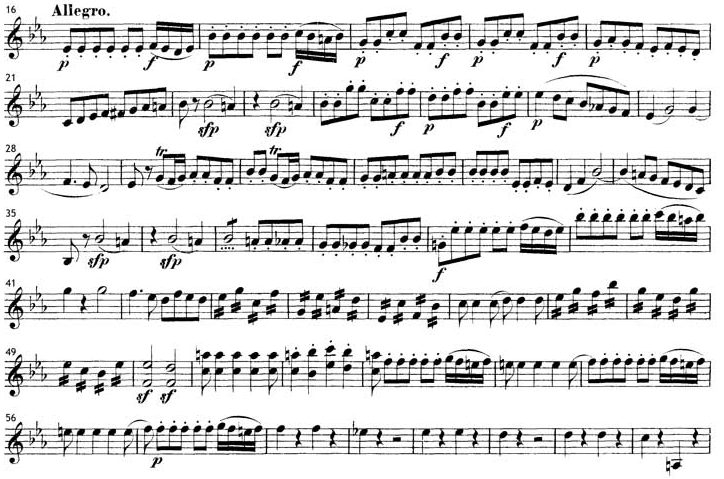 16 Allegro.
p f p f p f p f p
21
sfp sfp f p f p
28
tr tr
35
sfp sfp f
41
49
sf sf
56
p